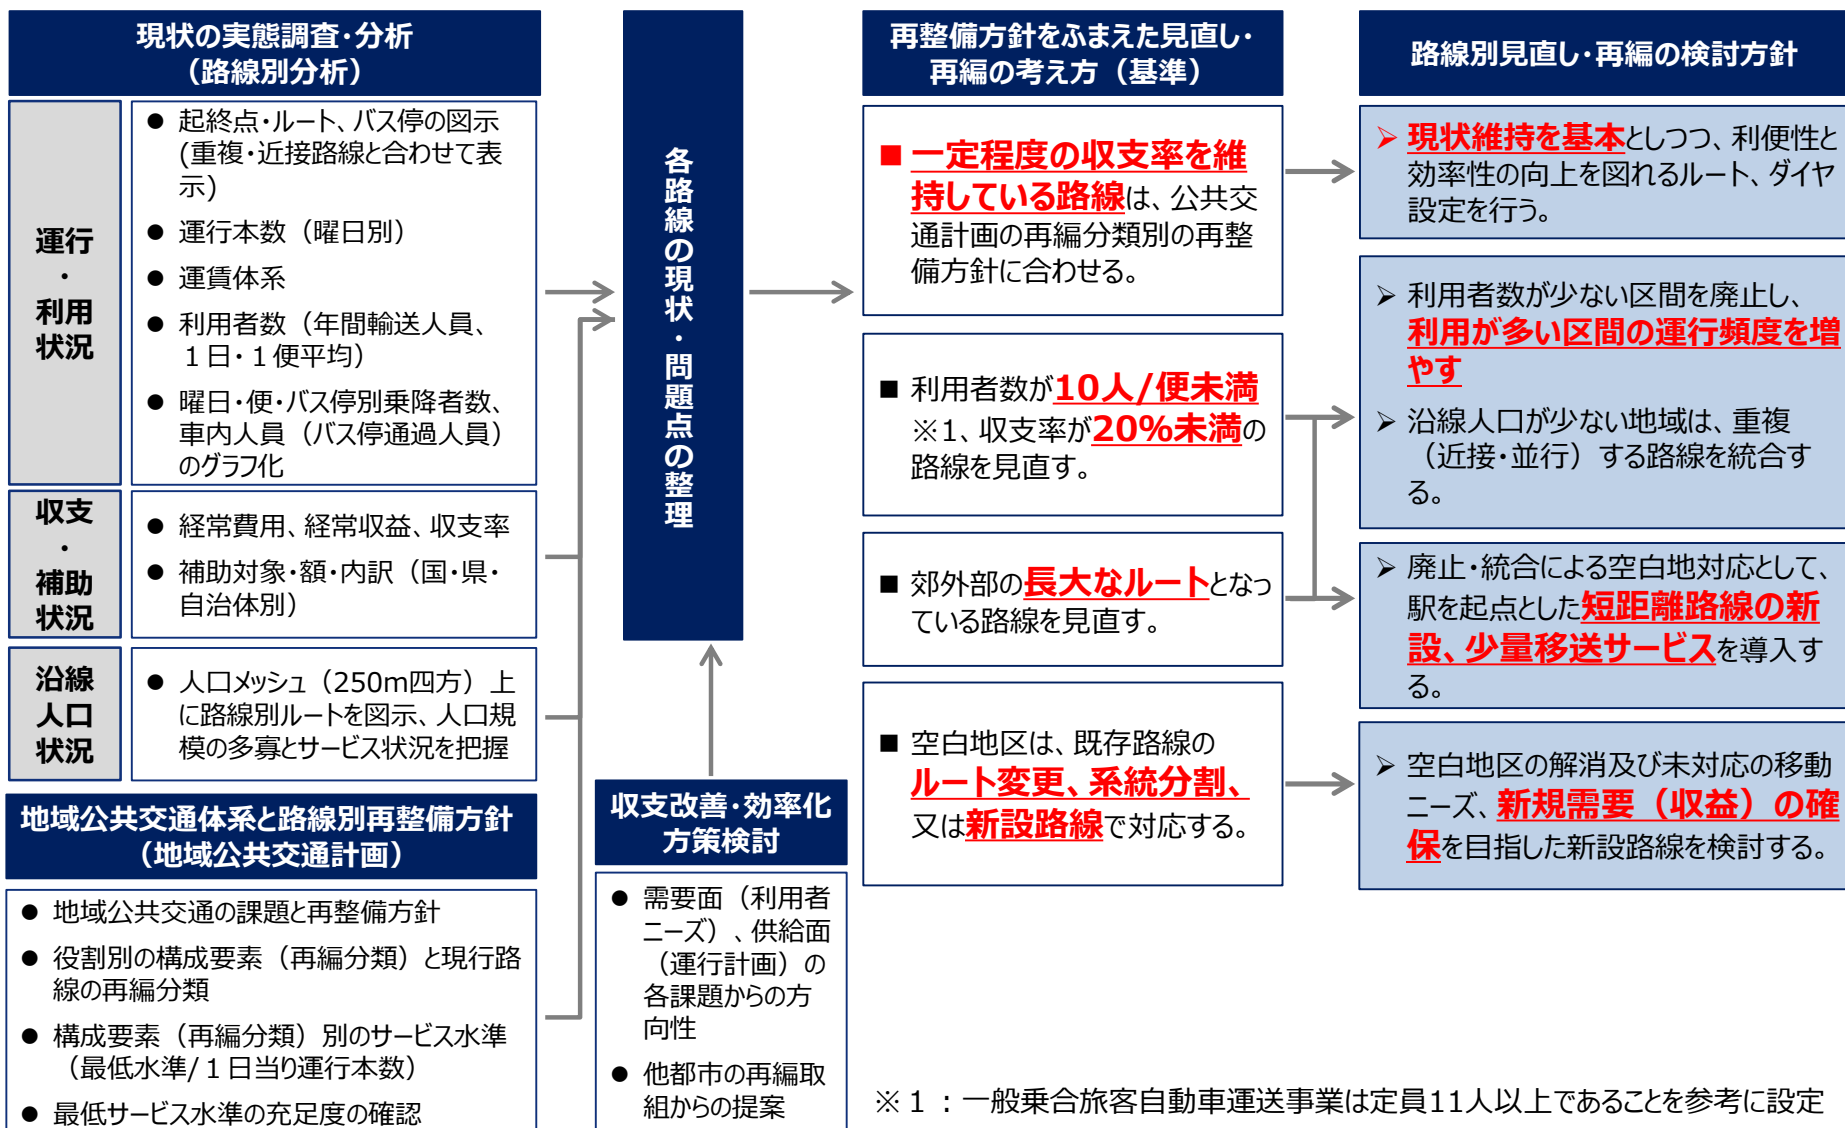 現状の実態調査・分析
（路線別分析）
運行
・
利用
状況
● 起終点・ルート、バス停の図示
(重複・近接路線と合わせて表
示)
● 運行本数（曜日別）
● 運賃体系
● 利用者数（年間輸送人員、
１日・１便平均）
● 曜日・便・バス停別乗降者数、
車内人員（バス停通過人員）
のグラフ化
収支
・
補助
状況
● 経常費用、経常収益、収支率
● 補助対象・額・内訳（国・県・
自治体別）
沿線
人口
状況
● 人口メッシュ（250m四方）上
に路線別ルートを図示、人口規
模の多寡とサービス状況を把握
地域公共交通体系と路線別再整備方針
（地域公共交通計画）
● 地域公共交通の課題と再整備方針
● 役割別の構成要素（再編分類）と現行路
線の再編分類
● 構成要素（再編分類）別のサービス水準
（最低水準/１日当り運行本数）
● 最低サービス水準の充足度の確認
各路線の現状・問題点の整理
収支改善・効率化
方策検討
● 需要面（利用者
ニーズ）、供給面
（運行計画）の
各課題からの方
向性
● 他都市の再編取
組からの提案
再整備方針をふまえた見直し・
再編の考え方（基準）
■ 一定程度の収支率を維
持している路線は、公共交
通計画の再編分類別の再整
備方針に合わせる。
■ 利用者数が10人/便未満
※1、収支率が20%未満の
路線を見直す。
■ 郊外部の長大なルートとなっ
ている路線を見直す。
■ 空白地区は、既存路線の
ルート変更、系統分割、
又は新設路線で対応する。
路線別見直し・再編の検討方針
➢ 現状維持を基本としつつ、利便性と
効率性の向上を図れるルート、ダイヤ
設定を行う。
➢ 利用者数が少ない区間を廃止し、
利用が多い区間の運行頻度を増
やす
➢ 沿線人口が少ない地域は、重複
（近接・並行）する路線を統合す
る。
➢ 廃止・統合による空白地対応として、
駅を起点とした短距離路線の新
設、少量移送サービスを導入す
る。
➢ 空白地区の解消及び未対応の移動
ニーズ、新規需要（収益）の確
保を目指した新設路線を検討する。
※１：一般乗合旅客自動車運送事業は定員11人以上であることを参考に設定